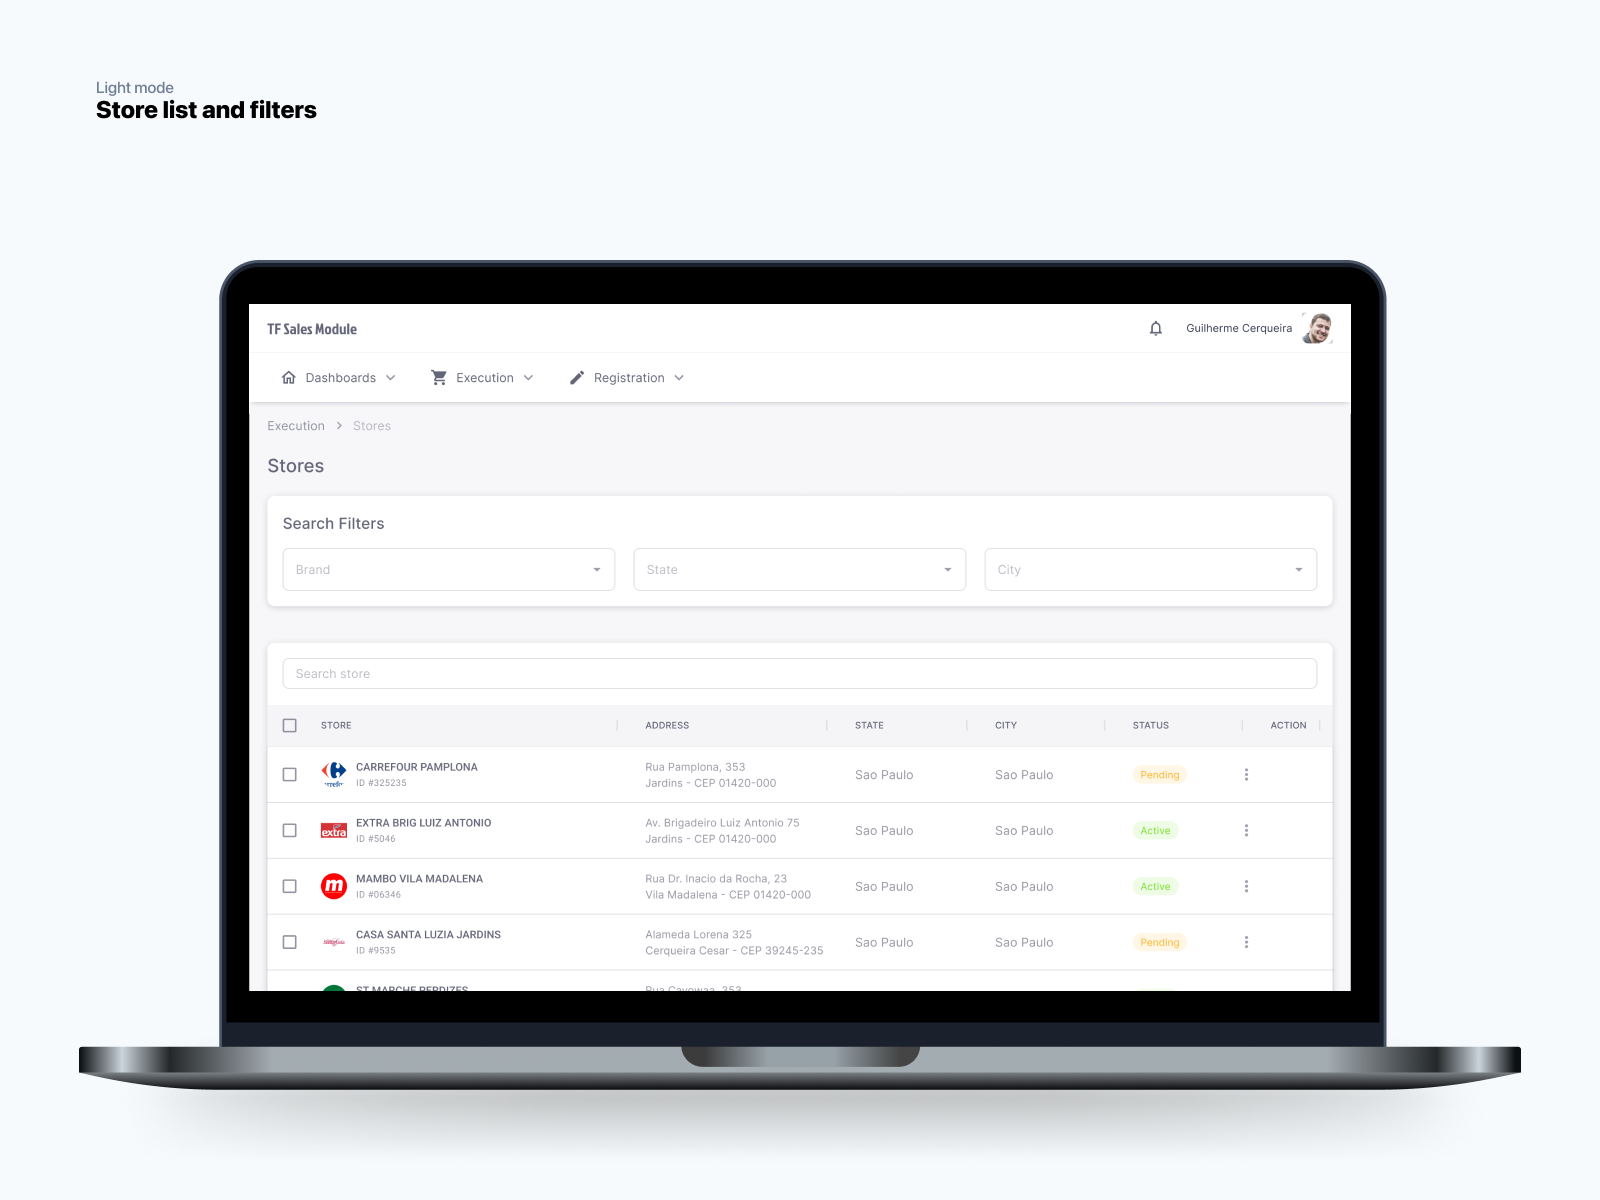 Light mode
Store list and filters
TF Sales Module
Guilherme Cerqueira
Dashboards
Execution
Registration
Execution > Stores
Stores
Search Filters
Brand
State
City
Search store
STORE
ADDRESS
STATE
CITY
STATUS
ACTION
CARREFOUR PAMPLONA
ID #325235
Rua Pamplona, 353
Jardins - CEP 01420-000
Sao Paulo
Sao Paulo
Pending
extra
EXTRA BRIG LUIZ ANTONIO
ID #5046
Av. Brigadeiro Luiz Antonio 75
Jardins - CEP 01420-000
Sao Paulo
Sao Paulo
Active
m
MAMBO VILA MADALENA
ID #06346
Rua Dr. Inacio da Rocha, 23
Vila Madalena - CEP 01420-000
Sao Paulo
Sao Paulo
Active
CASA SANTA LUZIA JARDINS
ID #9535
Alameda Lorena 325
Cerqueira Cesar - CEP 39245-235
Sao Paulo
Sao Paulo
Pending
ST MARCHE PERDIZES
Rua Cayowaa, 353